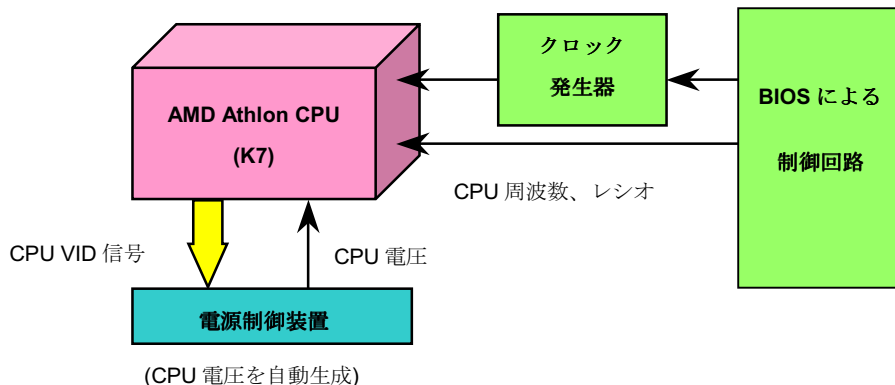 クロック
発生器
BIOS による
制御回路
AMD Athlon CPU
(K7)
CPU 周波数、レシオ
CPU VID 信号
CPU 電圧
電源制御装置
(CPU 電圧を自動生成)